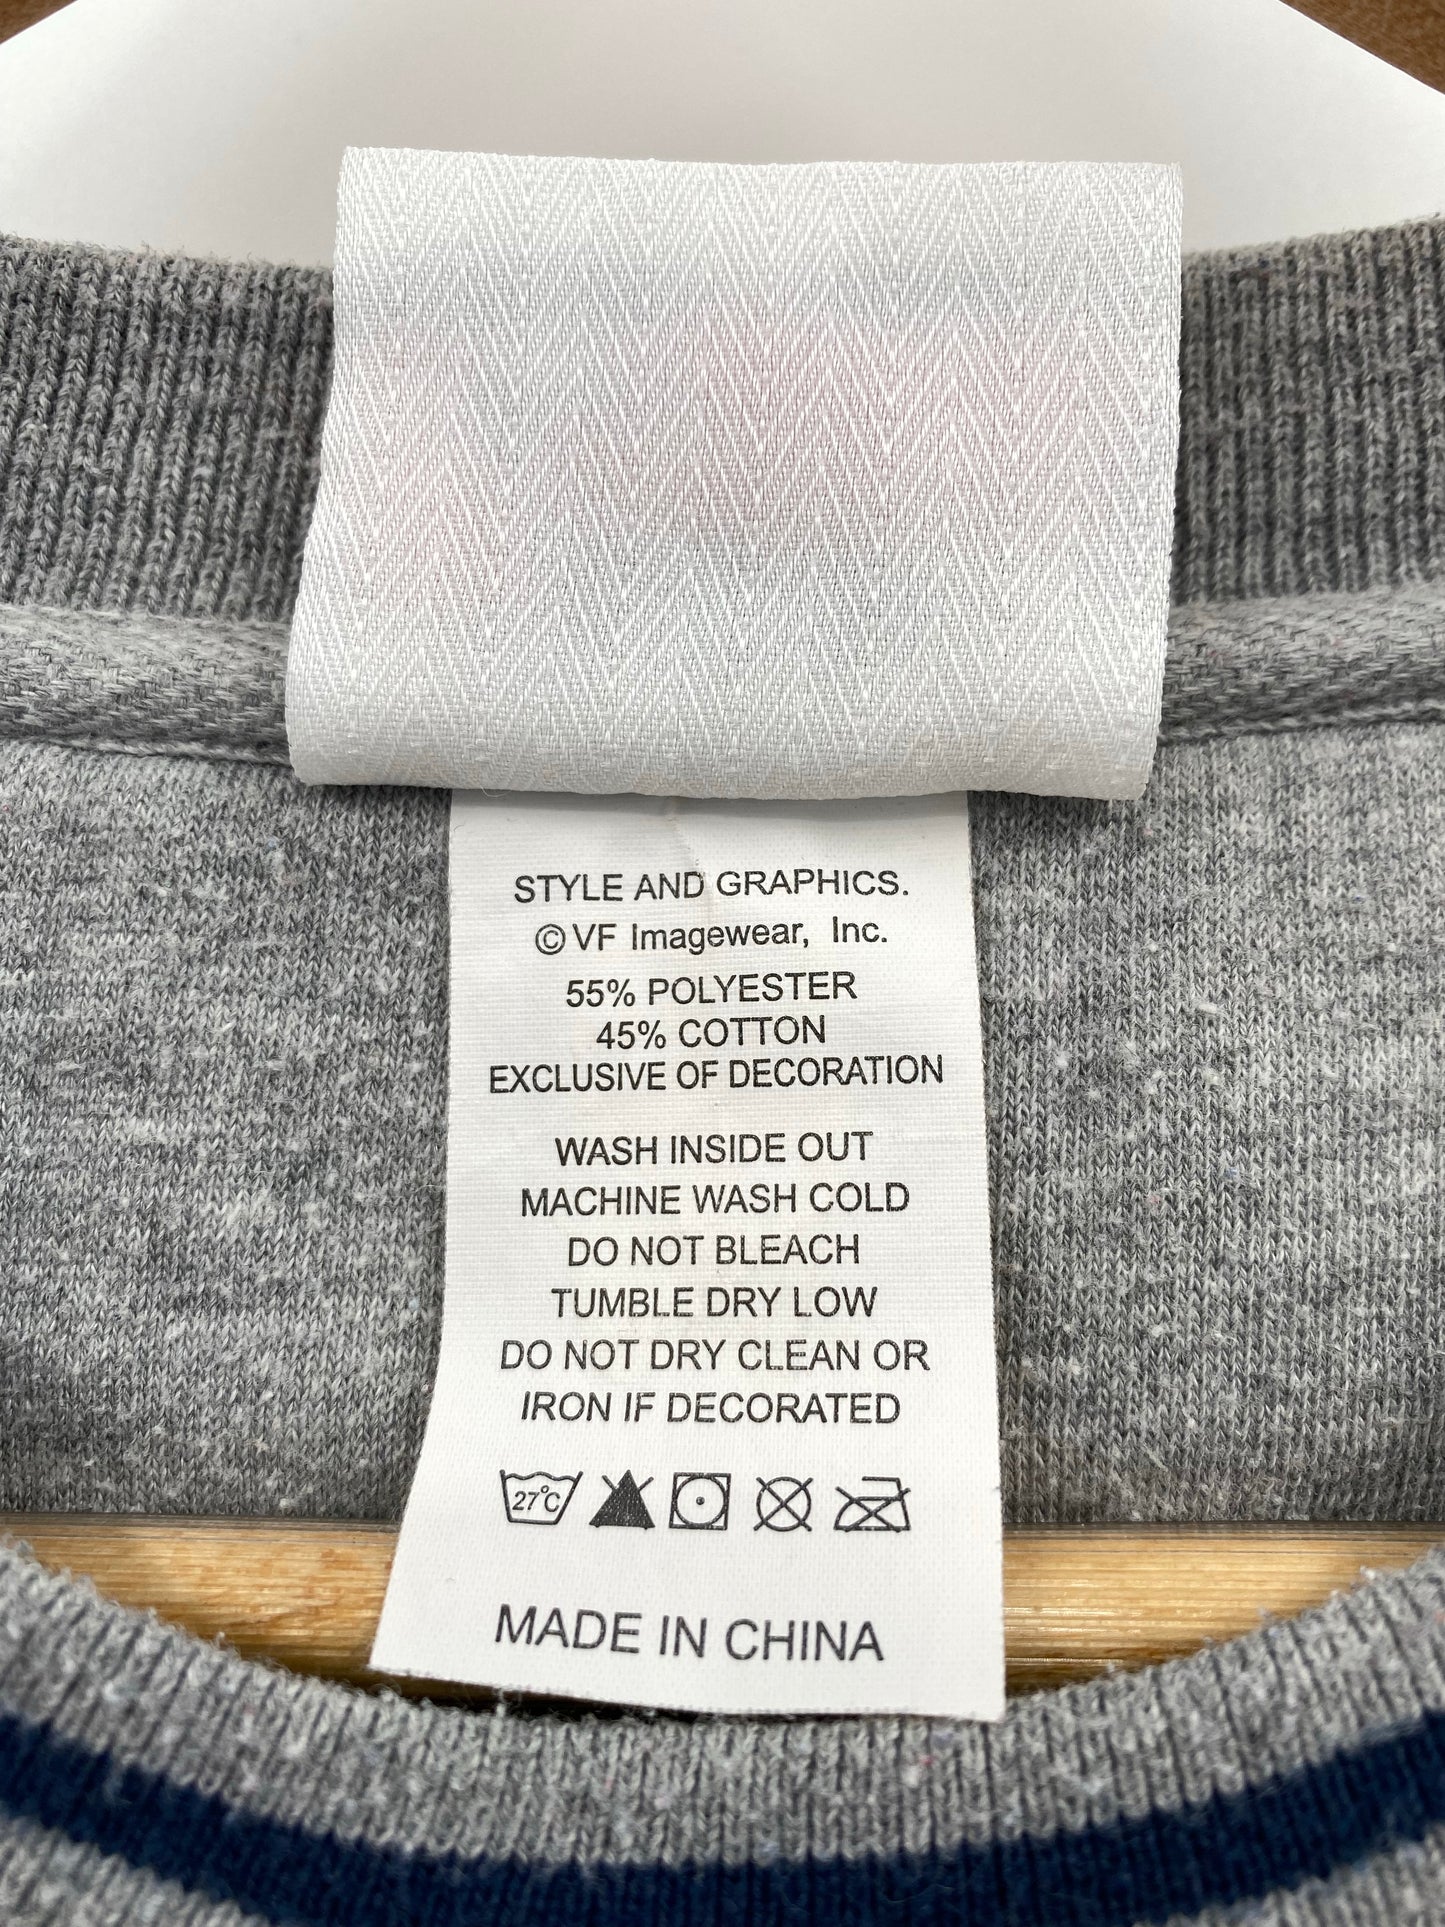 STYLE AND GRAPHICS.
© VF Imagewear, Inc.
55% POLYESTER
45% COTTON
EXCLUSIVE OF DECORATION
WASH INSIDE OUT
MACHINE WASH COLD
DO NOT BLEACH
TUMBLE DRY LOW
DO NOT DRY CLEAN OR
IRON IF DECORATED
27°C
MADE IN CHINA